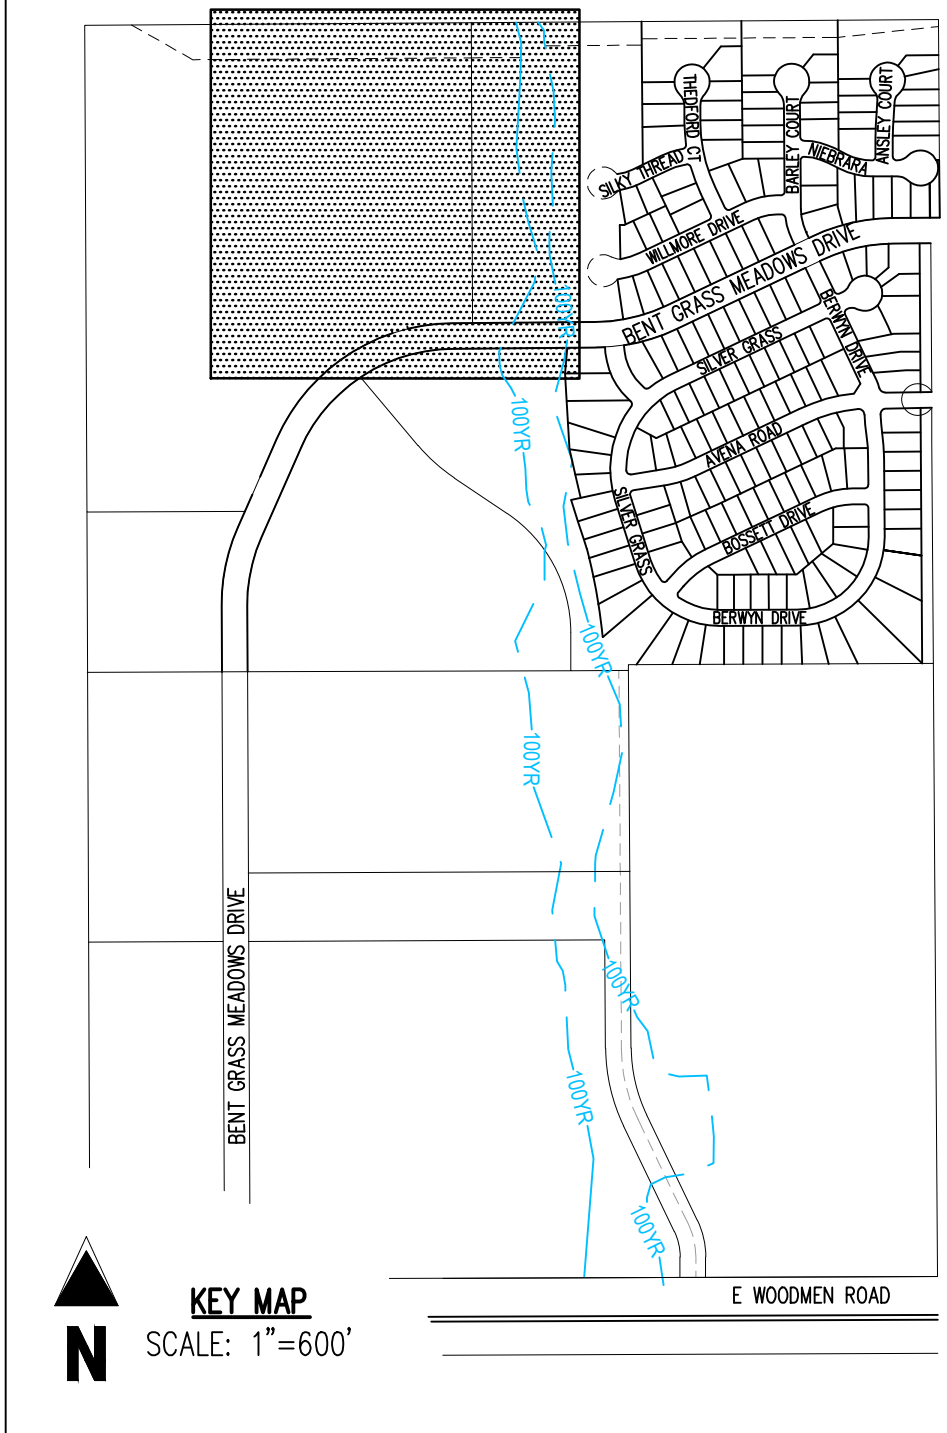 THEDFORD CT
BARLEY COURT
ANSLEY COURT
NIEBRARA
SILKY THREAD
WILLMORE DRIVE
BENT GRASS MEADOWS DRIVE
100YR
BERWYN DRIVE
SILVER GRASS
100YR
AVENA ROAD
SILVER GRASS
BOSSETT DRIVE
BERWYN DRIVE
100YR
100YR
BENT GRASS MEADOWS DRIVE
100YR
100YR
100YR
E WOODMEN ROAD
KEY MAP
SCALE: 1"=600'
N